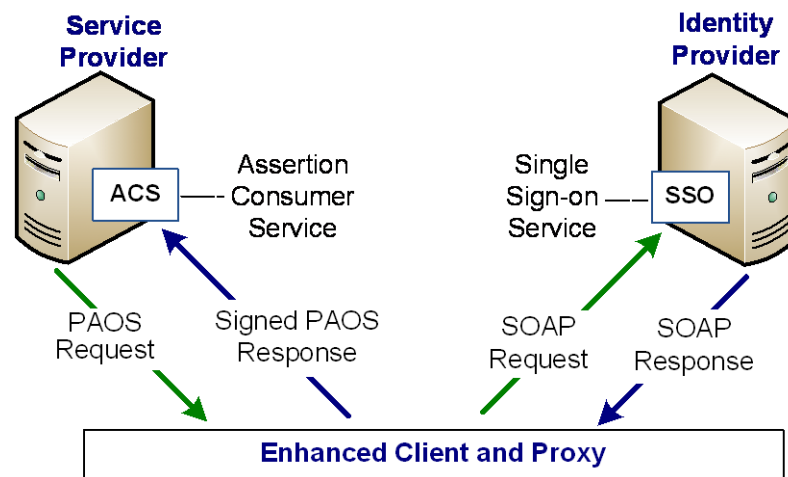 Service
Provider
Identity
Provider
ACS
Assertion
Consumer
Service
Single
Sign-on
Service
SSO
PAOS
Request
Signed PAOS
Response
SOAP
Request
SOAP
Response
Enhanced Client and Proxy